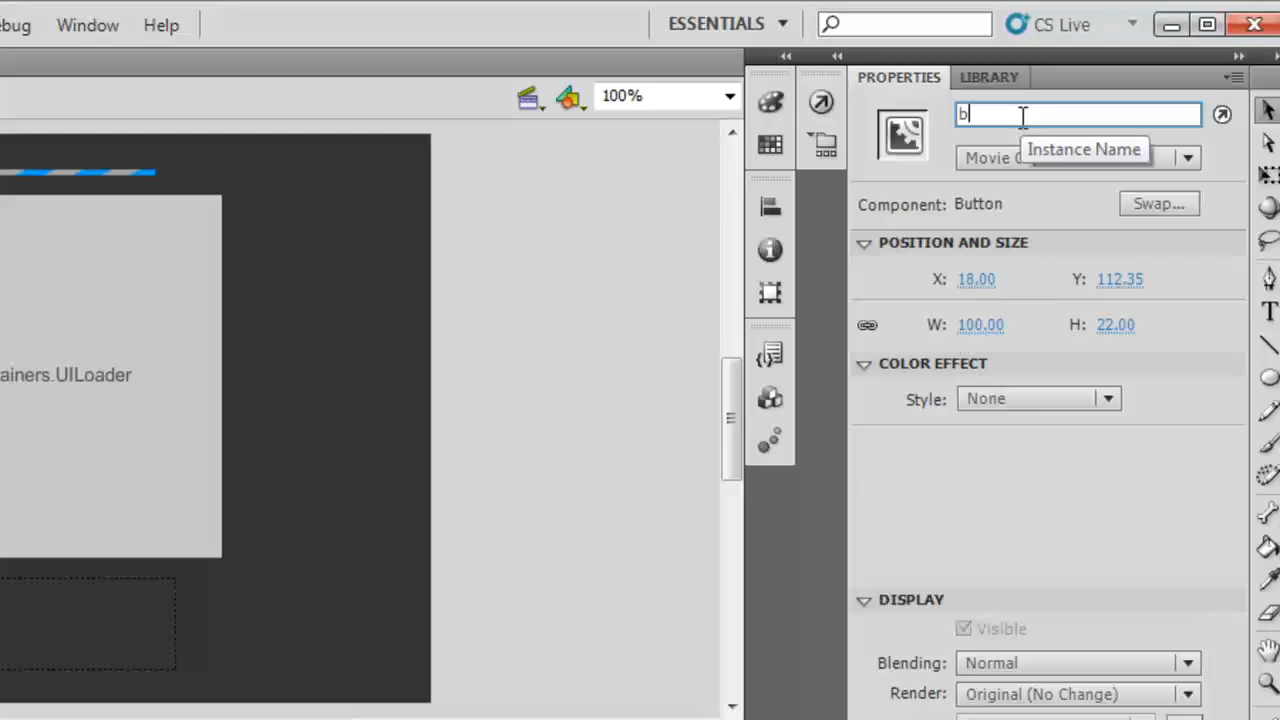 ebug Window Help ESSENTIALS CS Live
PROPERTIES LIBRARY
100%
b
Instance Name
Movie C
Component: Button Swap...
POSITION AND SIZE
X: 18.00 Y: 112.35
W: 100.00 H: 22.00
COLOR EFFECT
ainers.UILoader
Style: None
DISPLAY
Visible
Blending: Normal
Render: Original (No Change)